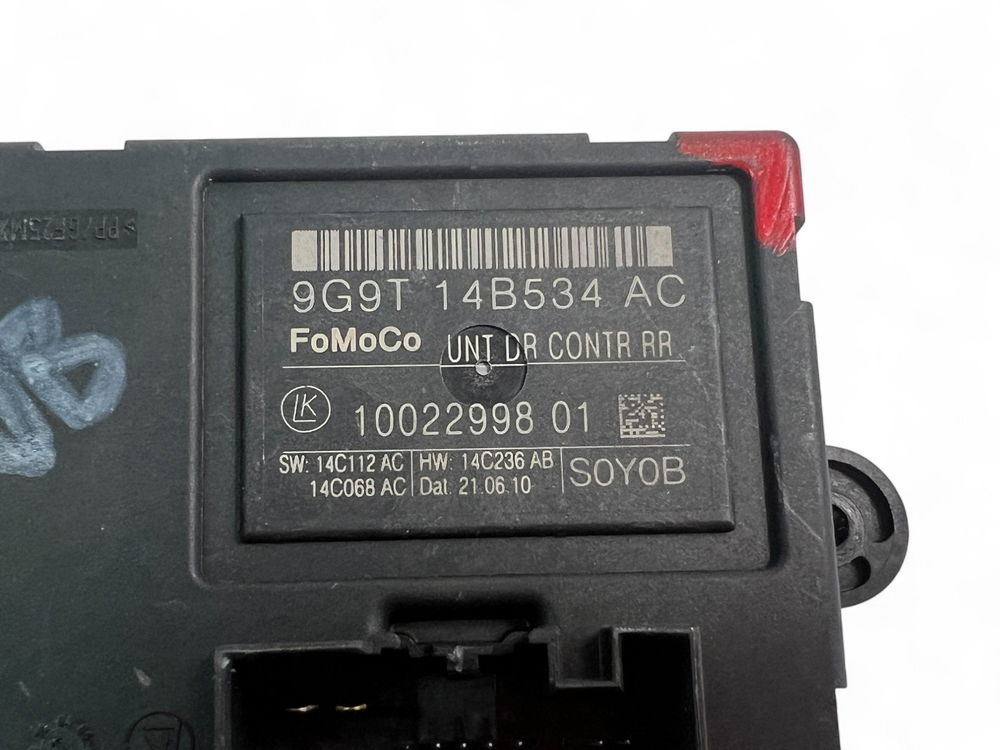 9G9T 14B534 AC
FoMoCo UNT DR CONTR RR
LK 10022998 01
SW: 14C112 AC HW: 14C236 AB
14C068 AC Dat. 21.06.10 S0Y0B